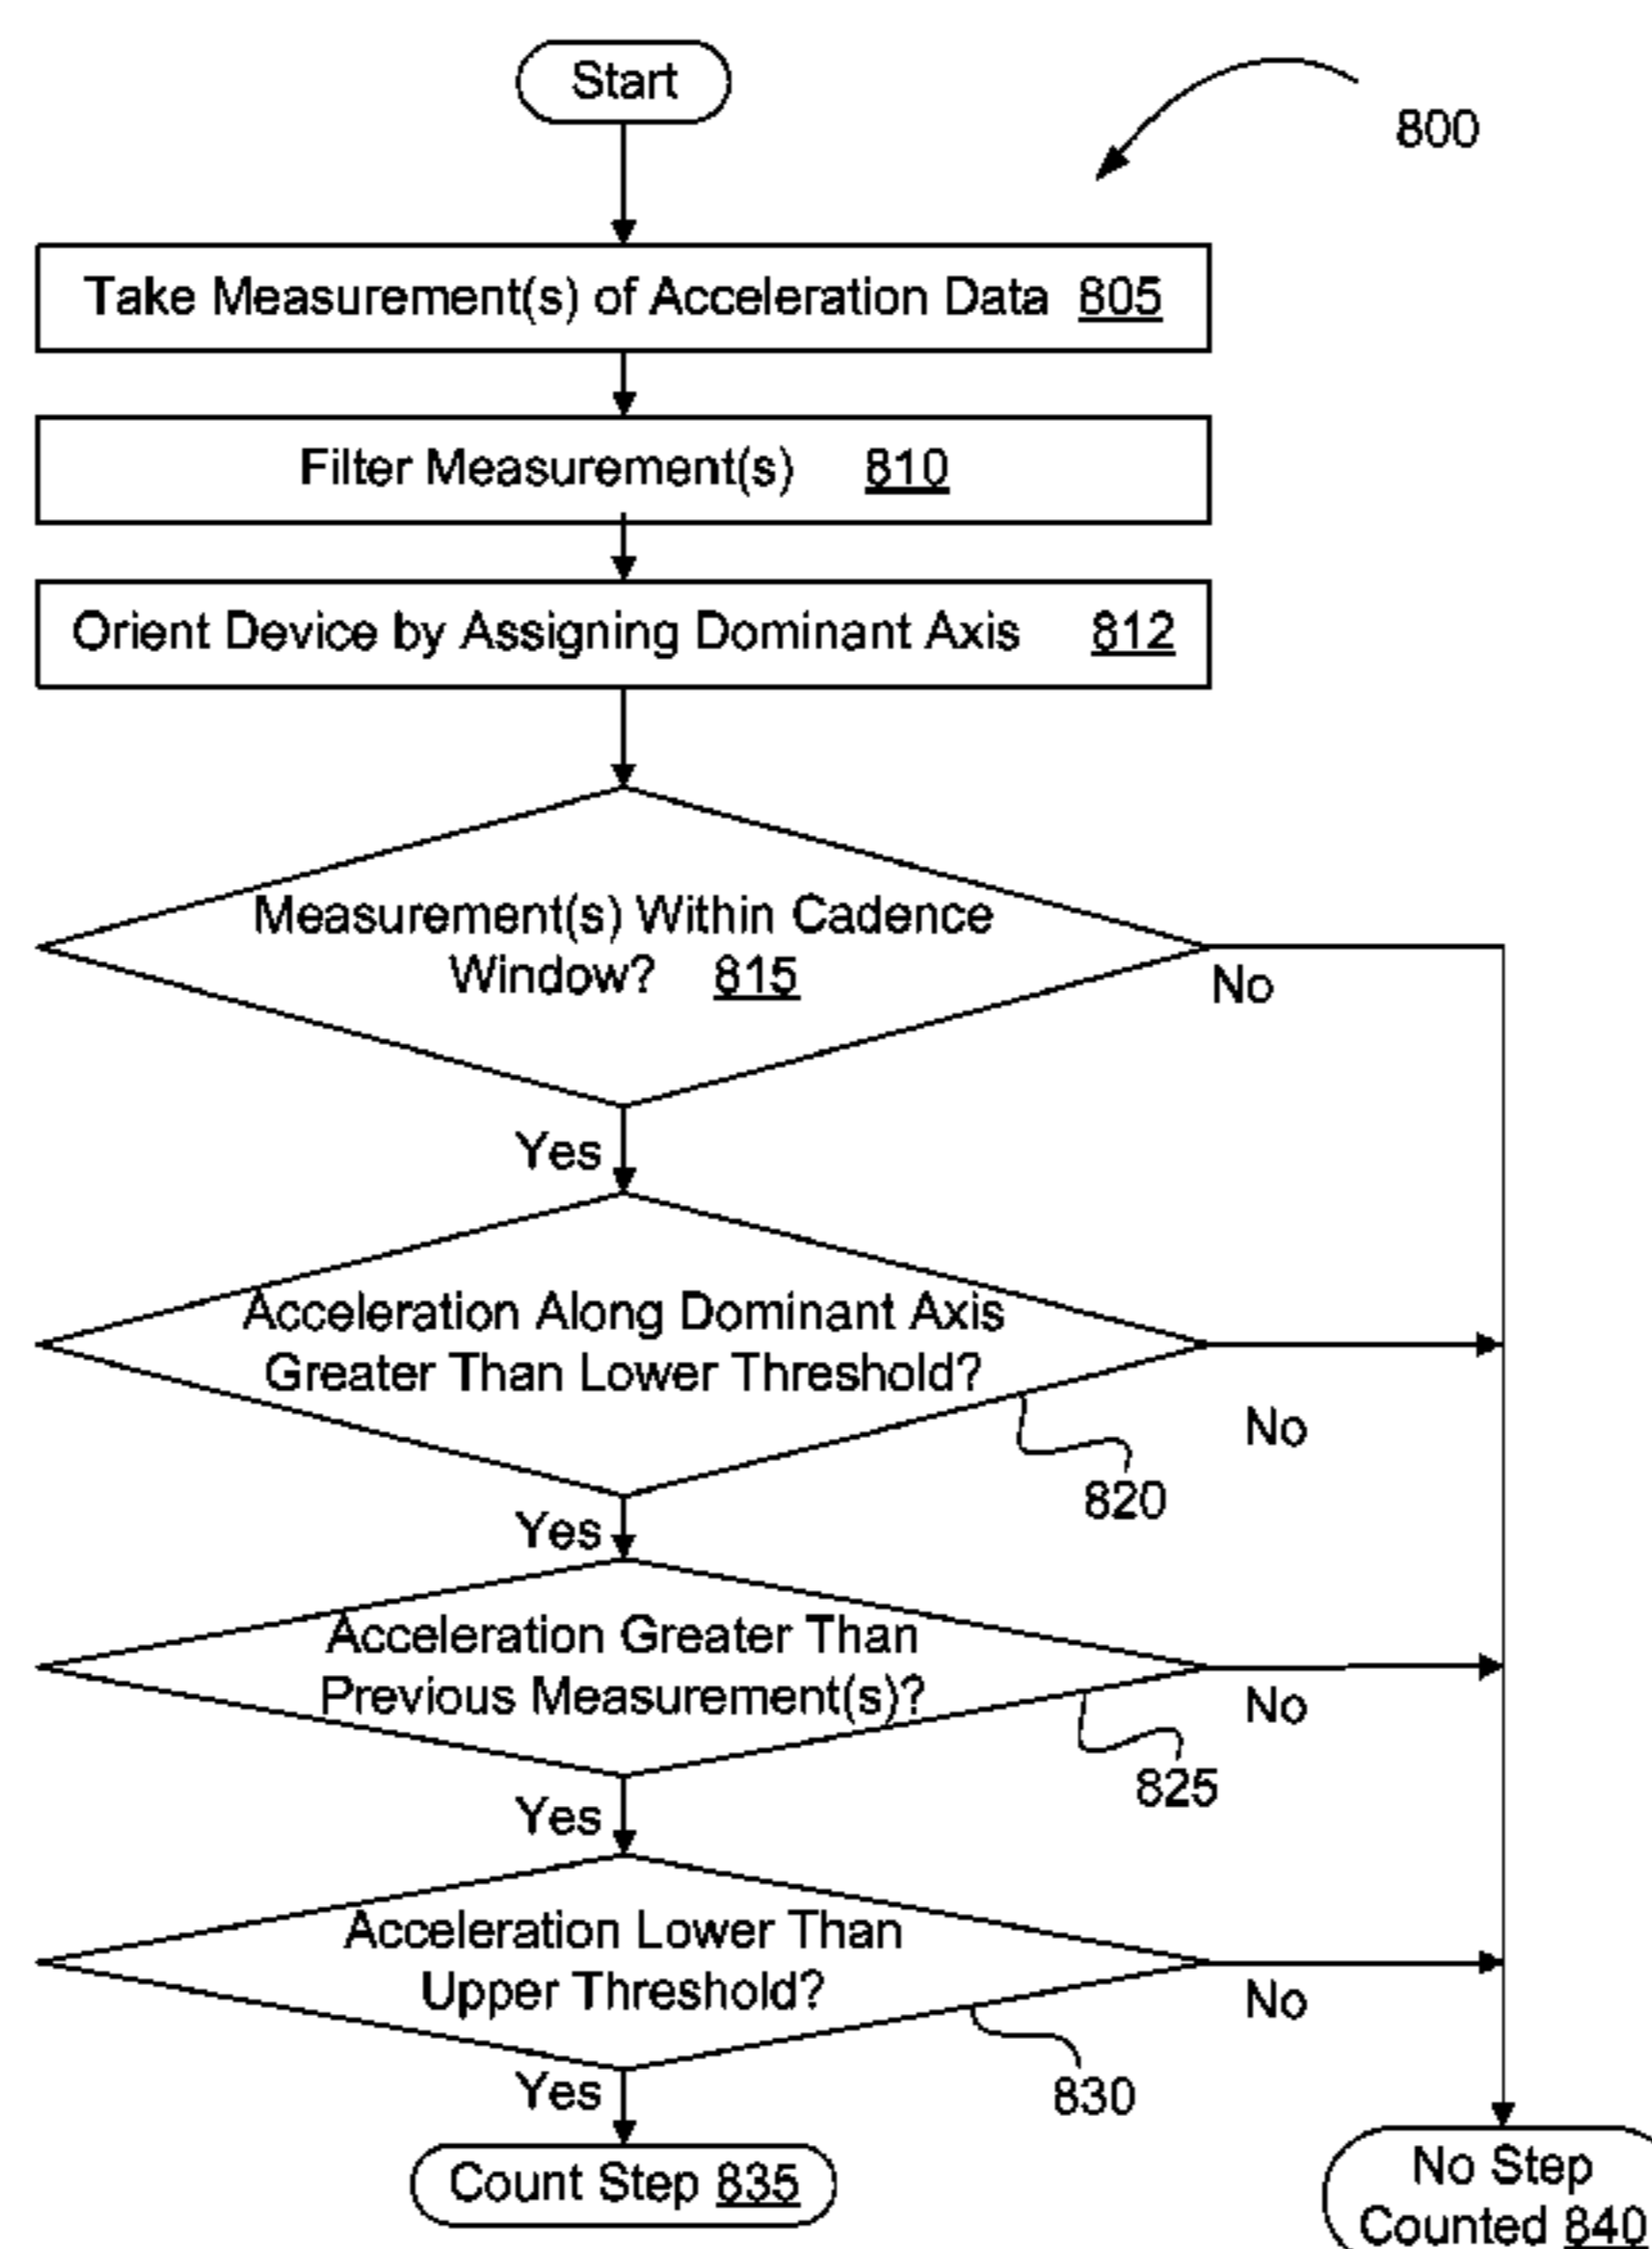 Start
800
Take Measurement(s) of Acceleration Data 805
Filter Measurement(s) 810
Orient Device by Assigning Dominant Axis 812
Measurement(s) Within Cadence
Window? 815
No
Yes
Acceleration Along Dominant Axis
Greater Than Lower Threshold?
No
820
Yes
Acceleration Greater Than
Previous Measurement(s)?
No
825
Yes
Acceleration Lower Than
Upper Threshold?
No
830
Yes
Count Step 835
No Step
Counted 840